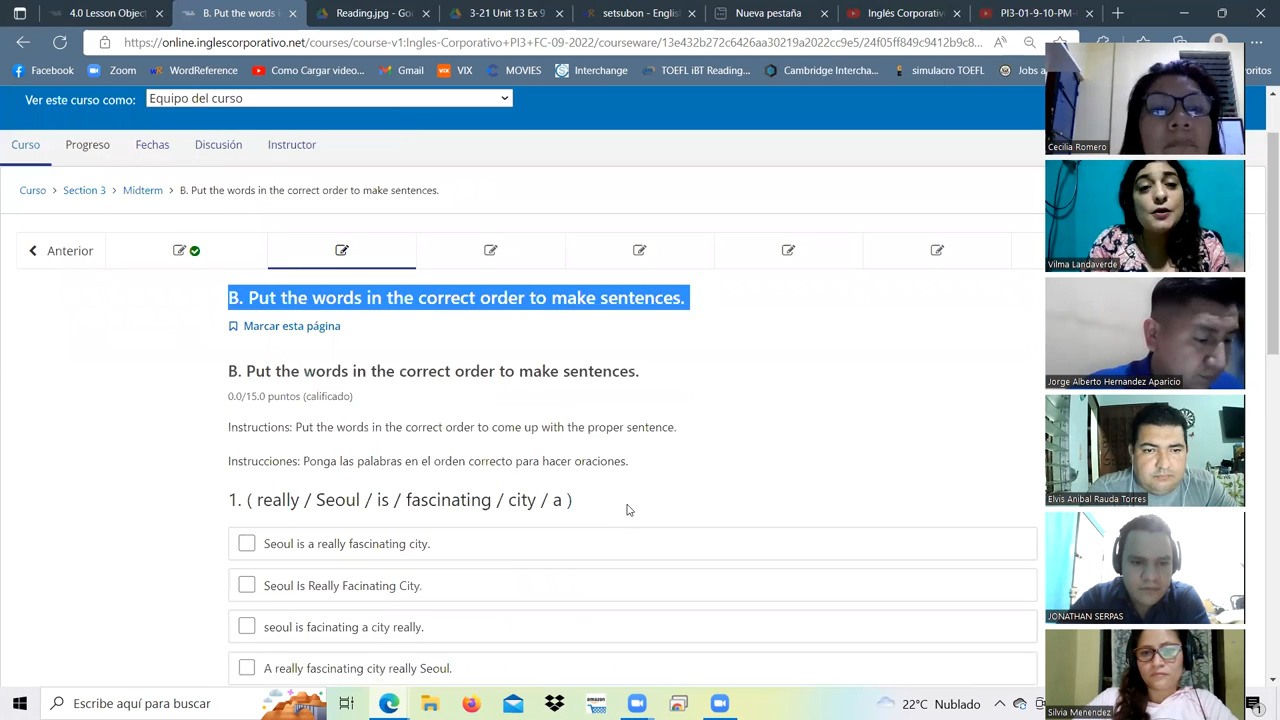 4.0 Lesson Object
B. Put the words in
Reading.jpg - Goo
3-21 Unit 13 Ex 9
setsubon - Englis
Nueva pestaña
Inglés Corporativo
PI3-01-9-10-PM-
https://online.inglescorporativo.net/courses/course-v1:Ingles-Corporativo+PI3+FC-09-2022/courseware/13e432b272c6426aa30219a2022cc9e5/24f05ff849c9412b9c8...
Facebook
Zoom
WordReference
Como Cargar video...
Gmail
VIX
Interchange
TOEFL iBT Reading...
Cambridge Intercha...
simulacro TOEFL
Jobs a
oritos
Ver este curso como:
Equipo del curso
Curso
Progreso
Fechas
Discusión
Instructor
Curso > Section 3 > Midterm > B. Put the words in the correct order to make sentences.
Anterior
B. Put the words in the correct order to make sentences.
Marcar esta página
B. Put the words in the correct order to make sentences.
0.0/15.0 puntos (calificado)
Instructions: Put the words in the correct order to come up with the proper sentence.
Instrucciones: Ponga las palabras en el orden correcto para hacer oraciones.
1. ( really / Seoul / is / fascinating / city / a )
Seoul is a really fascinating city.
Seoul Is Really Facinating City.
seoul is facinating
A really fascinating city really Seoul.
Cecilia Romero
Vilma Landaverde
Jorge Alberto Hernandez Aparicio
Elvis Anibal Rauda Torres
JONATHAN SERPAS
Silvia Menéndez
Escribe aquí para buscar
amazon
22°C Nublado